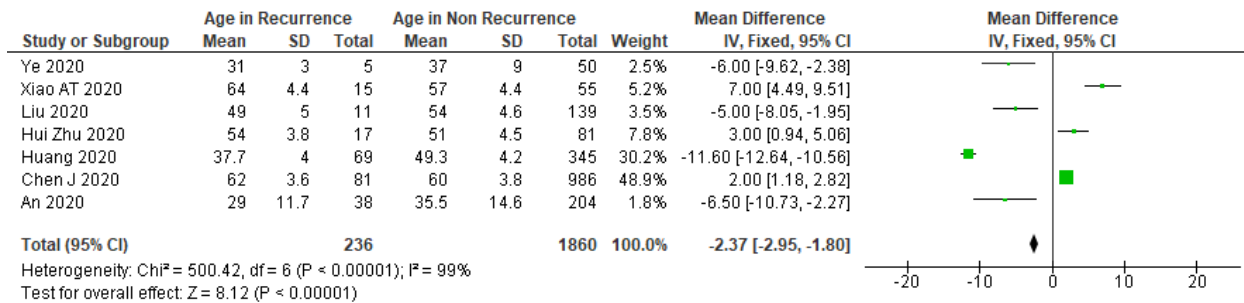 Age in Recurrence Age in Non Recurrence Mean Difference Mean Difference
Study or Subgroup Mean SD Total Mean SD Total Weight IV, Fixed, 95% CI IV, Fixed, 95% CI
Ye 2020 31 3 5 37 9 50 2.5% -6.00 [-9.62, -2.38]
Xiao AT 2020 64 4.4 15 57 4.4 55 5.2% 7.00 [4.49, 9.51]
Liu 2020 49 5 11 54 4.6 139 3.5% -5.00 [-8.05, -1.95]
Hui Zhu 2020 54 3.8 17 51 4.5 81 7.8% 3.00 [0.94, 5.06]
Huang 2020 37.7 4 69 49.3 4.2 345 30.2% -11.60 [-12.64, -10.56]
Chen J 2020 62 3.6 81 60 3.8 986 48.9% 2.00 [1.18, 2.82]
An 2020 29 11.7 38 35.5 14.6 204 1.8% -6.50 [-10.73, -2.27]
Total (95% CI) 236 1860 100.0% -2.37 [-2.95, -1.80]
Heterogeneity: Chi² = 500.42, df = 6 (P < 0.00001); I² = 99%
Test for overall effect: Z = 8.12 (P < 0.00001)
-20 -10 0 10 20